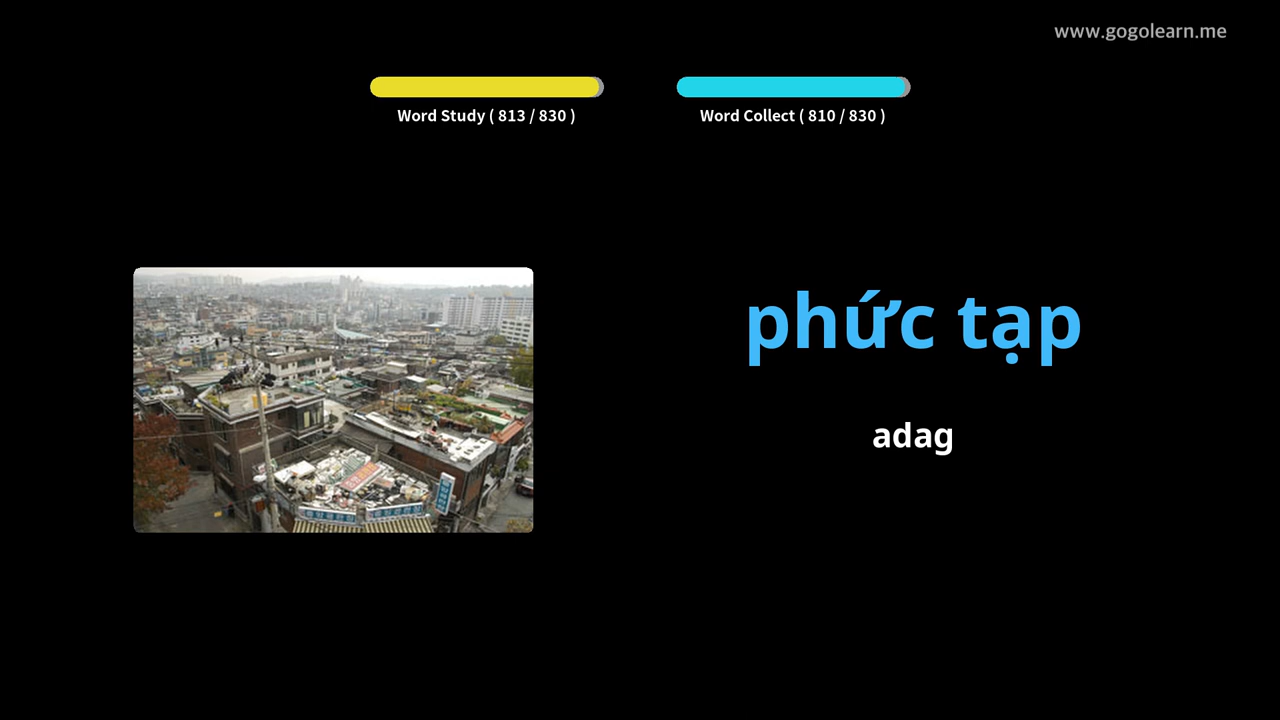 www.gogolearn.me
Word Study ( 813 / 830 )
Word Collect ( 810 / 830 )
phức tạp
adag